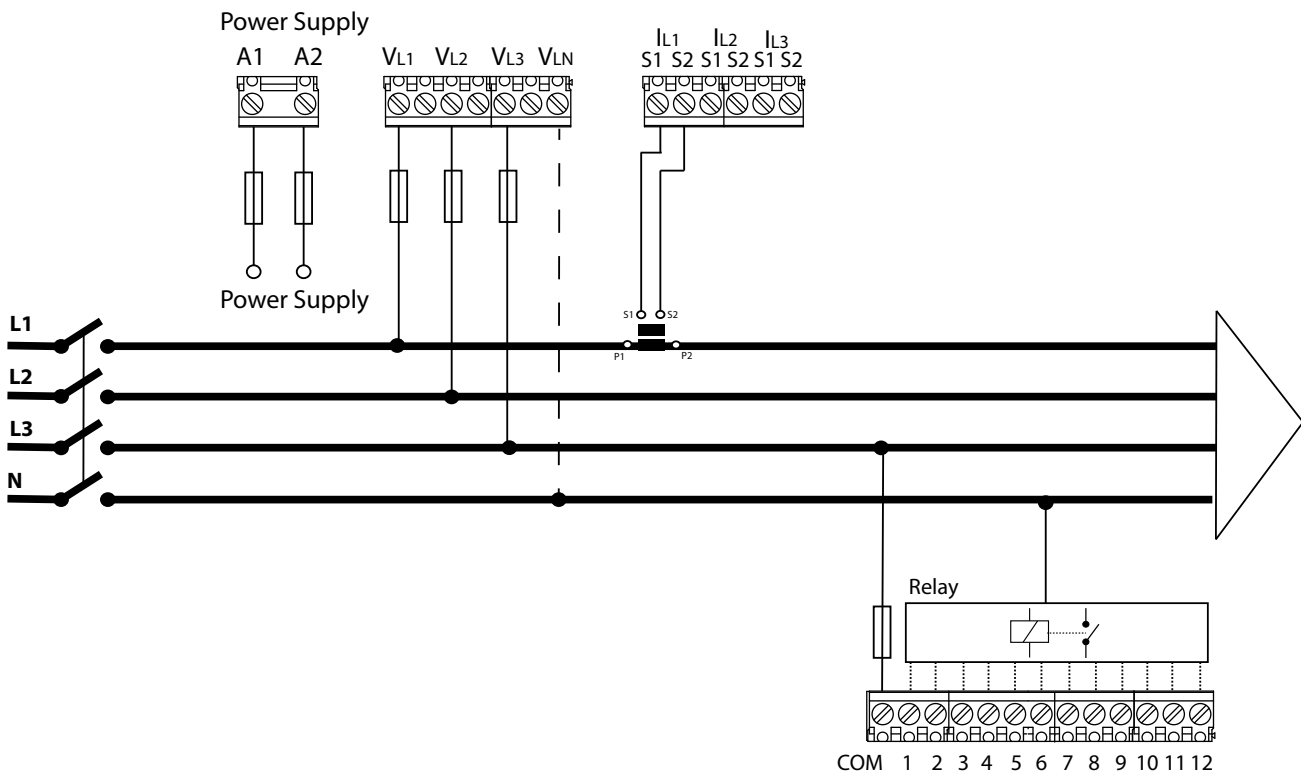 Power Supply
A1 A2
VL1 VL2 VL3 VLN
IL1 IL2 IL3
S1 S2 S1 S2 S1 S2
Power Supply
S1 S2
L1
P1 P2
L2
L3
N
Relay
COM 1 2 3 4 5 6 7 8 9 10 11 12